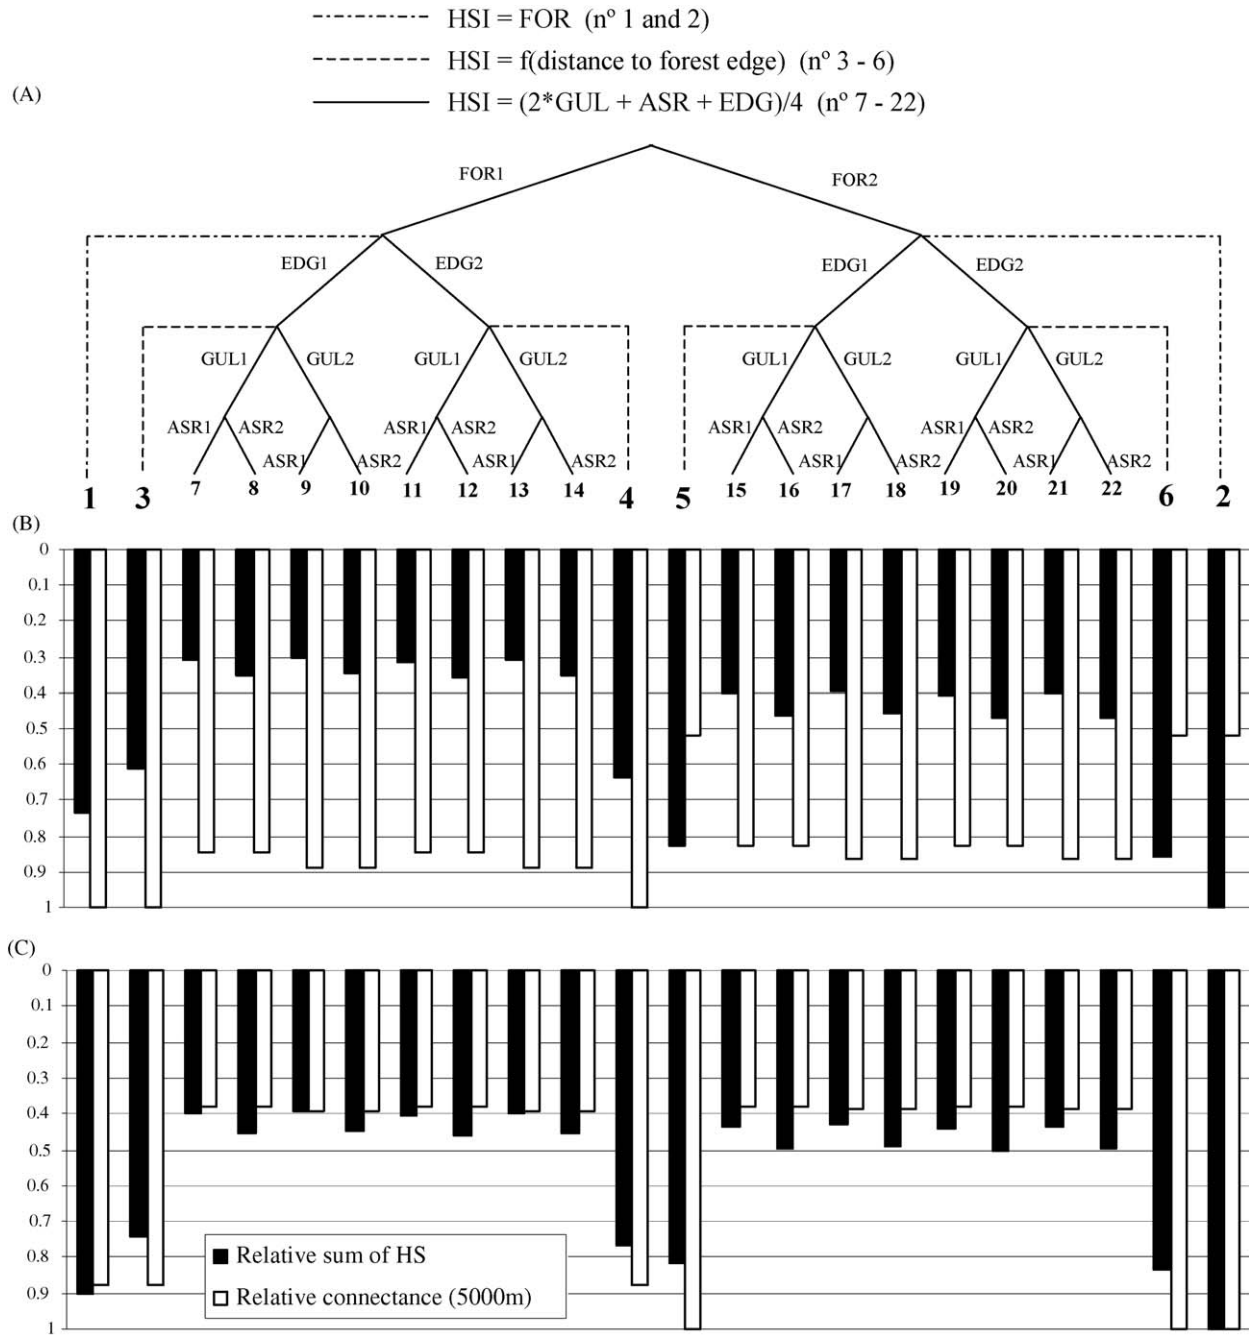 HSI = FOR (nº 1 and 2)
HSI = f(distance to forest edge) (nº 3 - 6)
(A)
HSI = (2*GUL + ASR + EDG)/4 (nº 7 - 22)
FOR1 FOR2
EDG1 EDG2 EDG1 EDG2
GUL1 GUL2 GUL1 GUL2 GUL1 GUL2 GUL1 GUL2
ASR1 ASR2 ASR1 ASR2 ASR1 ASR2 ASR1 ASR2
ASR1 ASR2 ASR1 ASR2 ASR1 ASR2 ASR1 ASR2
1 3 7 8 9 10 11 12 13 14 4 5 15 16 17 18 19 20 21 22 6 2
(B)
0
0.1
0.2
0.3
0.4
0.5
0.6
0.7
0.8
0.9
1
(C)
0
0.1
0.2
0.3
0.4
0.5
0.6
0.7
0.8
0.9
1
Relative sum of HS
Relative connectance (5000m)